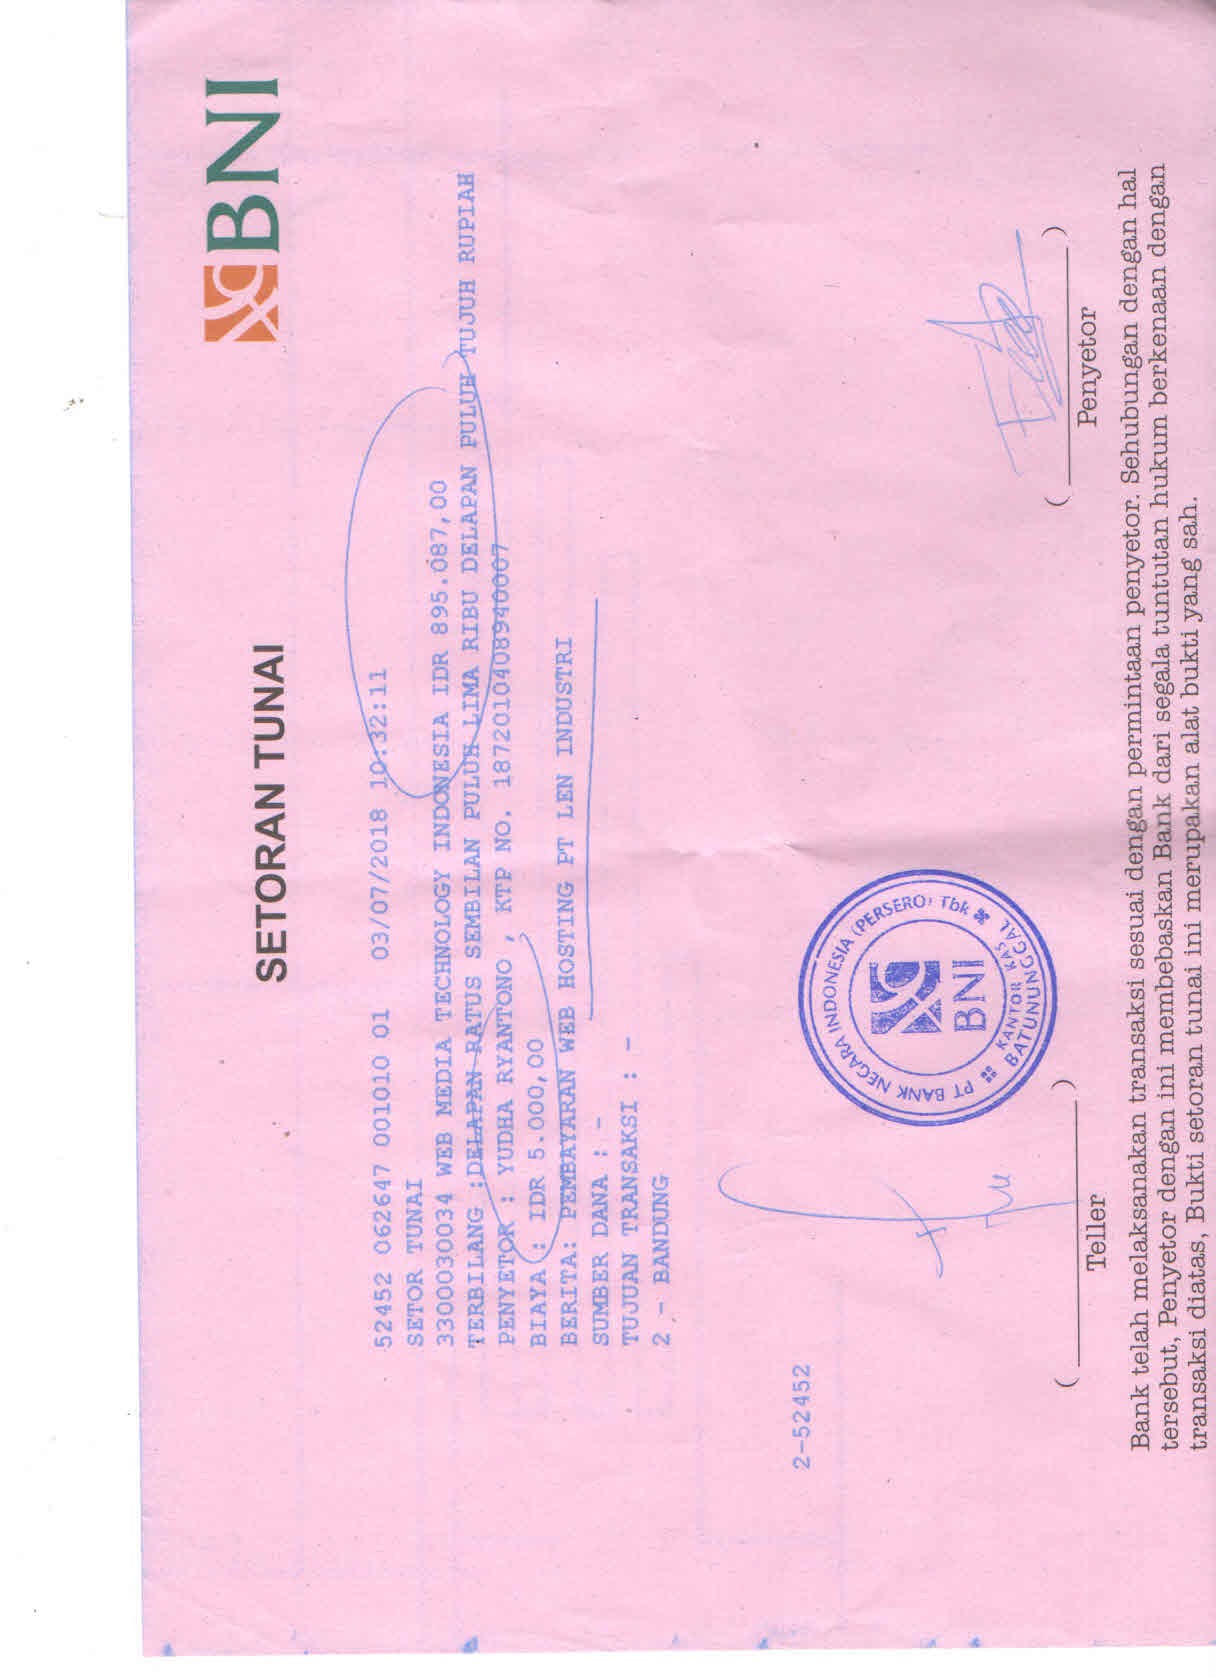 BNI
SETORAN TUNAI
52452 062647 001010 01 03/07/2018 10:32:11
SETOR TUNAI
3300030034 WEB MEDIA TECHNOLOGY INDONESIA IDR 895.087,00
TERBILANG :DELAPAN RATUS SEMBILAN PULUH LIMA RIBU DELAPAN PULUH TUJUH RUPIAH
PENYETOR : YUDHA RYANTONO , KTP NO. 1872010408940007
BIAYA : IDR 5.000,00
BERITA: PEMBAYARAN WEB HOSTING PT LEN INDUSTRI
SUMBER DANA : -
TUJUAN TRANSAKSI : -
2 - BANDUNG
2-52452
PT BANK NEGARA INDONESIA (PERSERO) Tbk
BNI
KANTOR KAS
BATUNUNGGAL
( ) ( )
Teller Penyetor
Bank telah melaksanakan transaksi sesuai dengan permintaan penyetor. Sehubungan dengan hal
tersebut, Penyetor dengan ini membebaskan Bank dari segala tuntutan hukum berkenaan dengan
transaksi diatas, Bukti setoran tunai ini merupakan alat bukti yang sah.